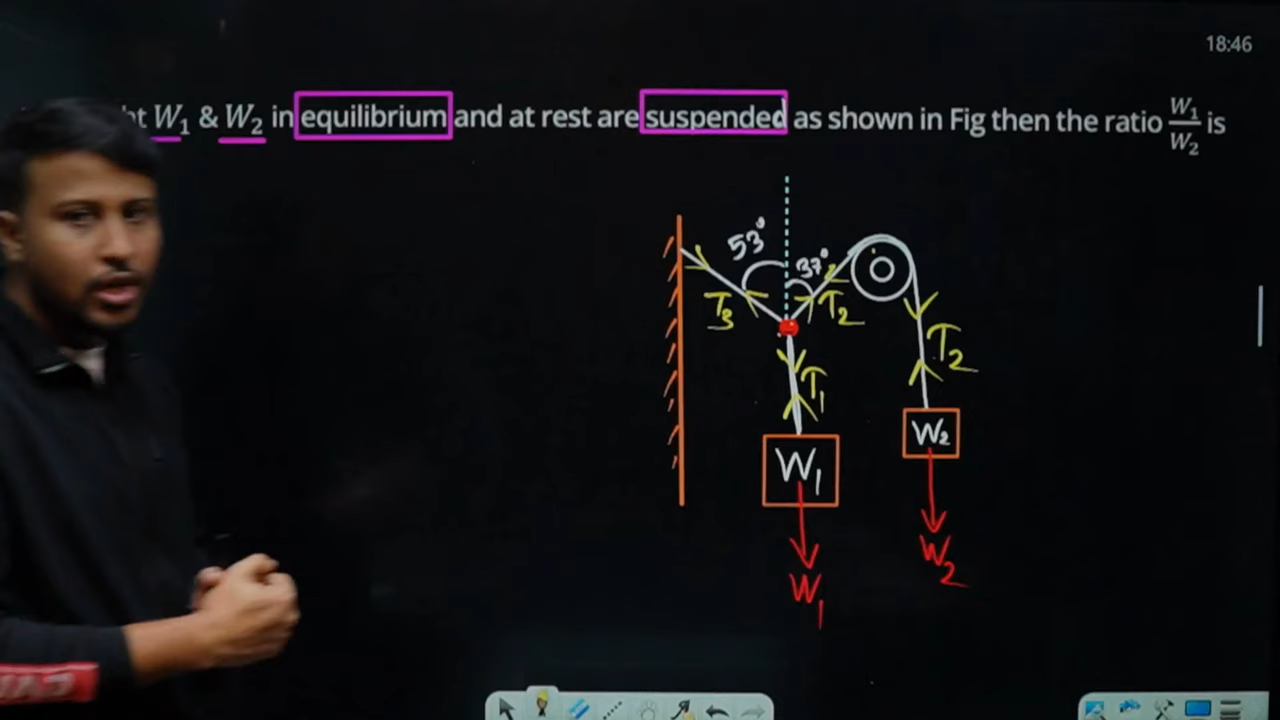 18:46
W₁ & W₂ in equilibrium and at rest are suspended as shown in Fig then the ratio W₁/W₂ is
53° 37°
T₃ T₂
T₂
T₁
W₂
W₁
W₂
W₁